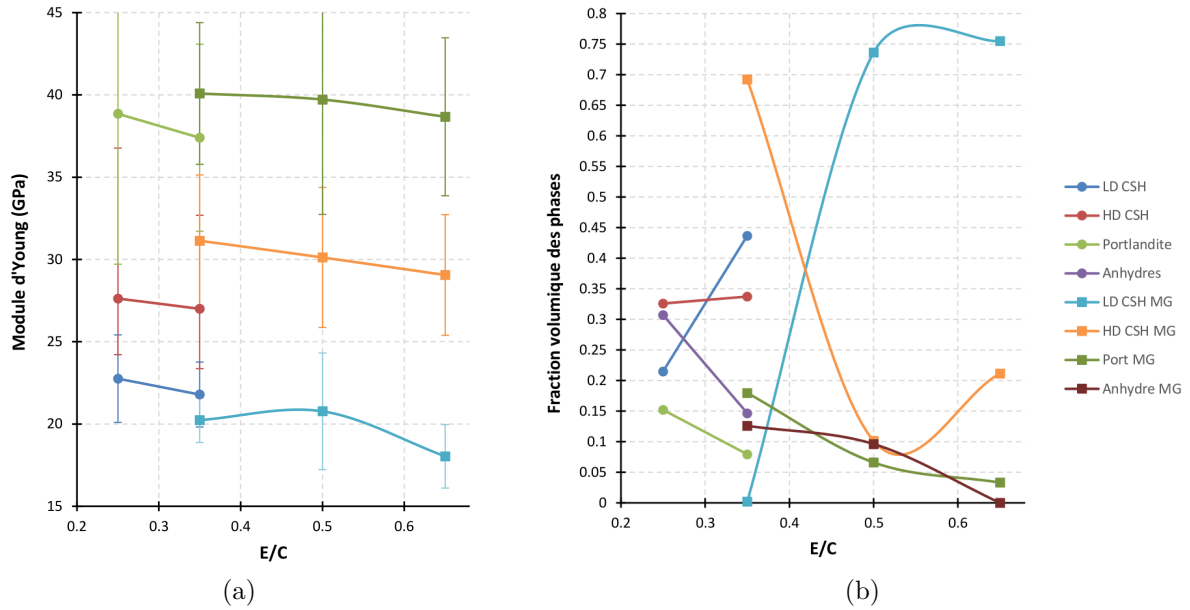 45
40
35
30
25
20
15
0.2
0.3
0.4
0.5
0.6
Module d'Young (GPa)
E/C
(a)
0.8
0.75
0.7
0.65
0.6
0.55
0.5
0.45
0.4
0.35
0.3
0.25
0.2
0.15
0.1
0.05
0
0.2
0.3
0.4
0.5
0.6
Fraction volumique des phases
E/C
(b)
LD CSH
HD CSH
Portlandite
Anhydres
LD CSH MG
HD CSH MG
Port MG
Anhydre MG